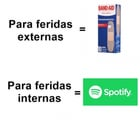 Para feridas
externas
=
BAND-AID
Para feridas
internas
=
Spotify